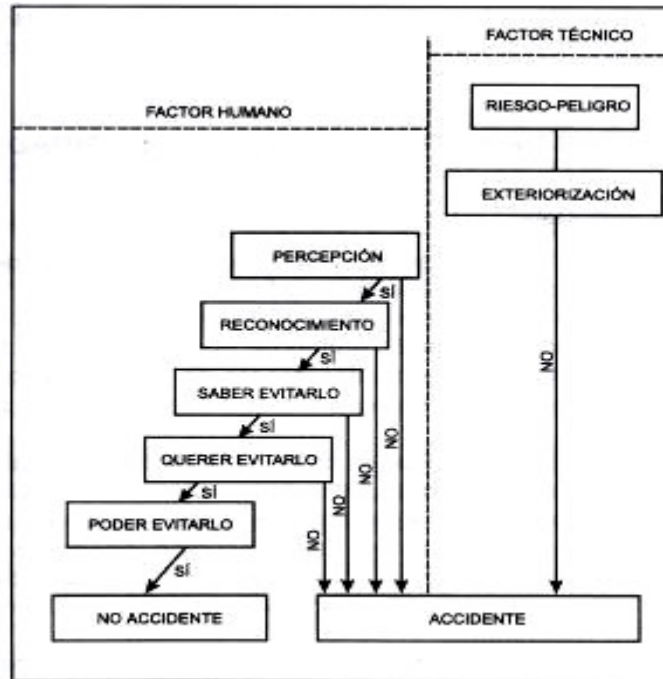 FACTOR TÉCNICO
FACTOR HUMANO
RIESGO-PELIGRO
EXTERIORIZACIÓN
PERCEPCIÓN
SÍ
RECONOCIMIENTO
SÍ
NO
SABER EVITARLO
SÍ
QUERER EVITARLO
NO
SÍ
NO
PODER EVITARLO
NO
NO
SÍ
NO ACCIDENTE
ACCIDENTE